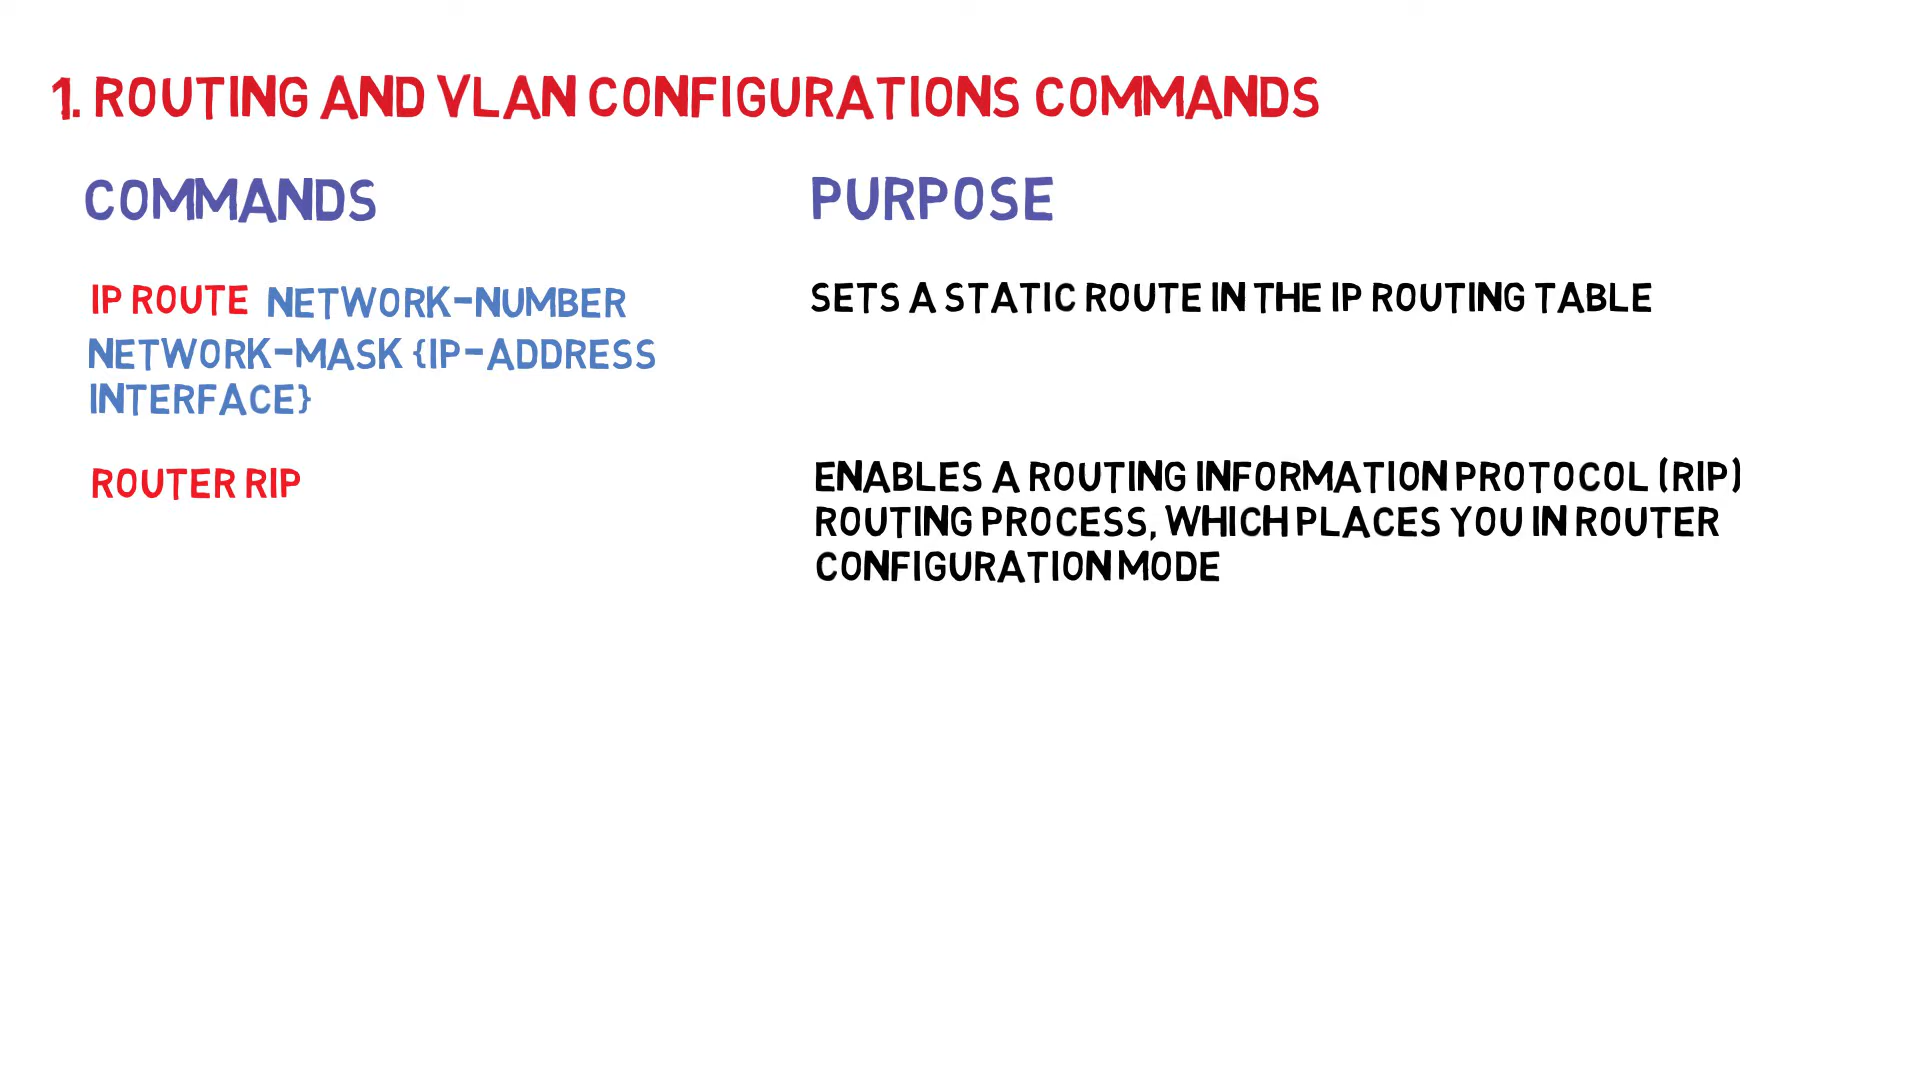 1. ROUTING AND VLAN CONFIGURATIONS COMMANDS
COMMANDS
PURPOSE
IP ROUTE NETWORK-NUMBER
NETWORK-MASK {IP-ADDRESS
INTERFACE}
SETS A STATIC ROUTE IN THE IP ROUTING TABLE
ROUTER RIP
ENABLES A ROUTING INFORMATION PROTOCOL (RIP)
ROUTING PROCESS, WHICH PLACES YOU IN ROUTER
CONFIGURATION MODE